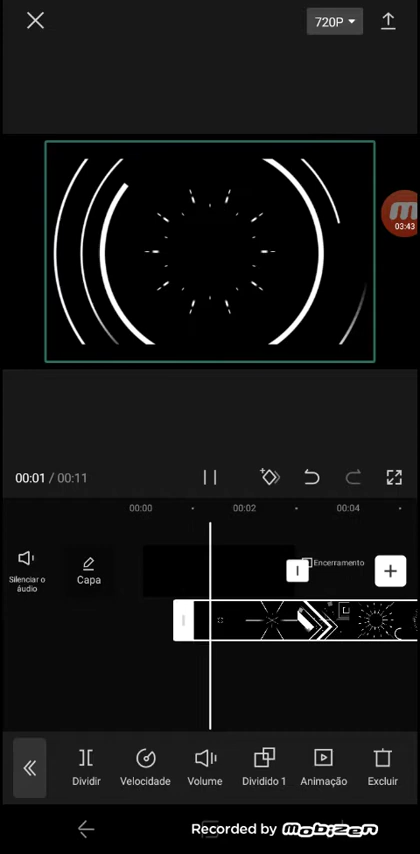 720P
03:43
00:01 / 00:11
00:00
00:02
00:04
Silenciar o
áudio
Capa
Encerramento
Dividir
Velocidade
Volume
Dividido 1
Animação
Excluir
Recorded by Mobizen